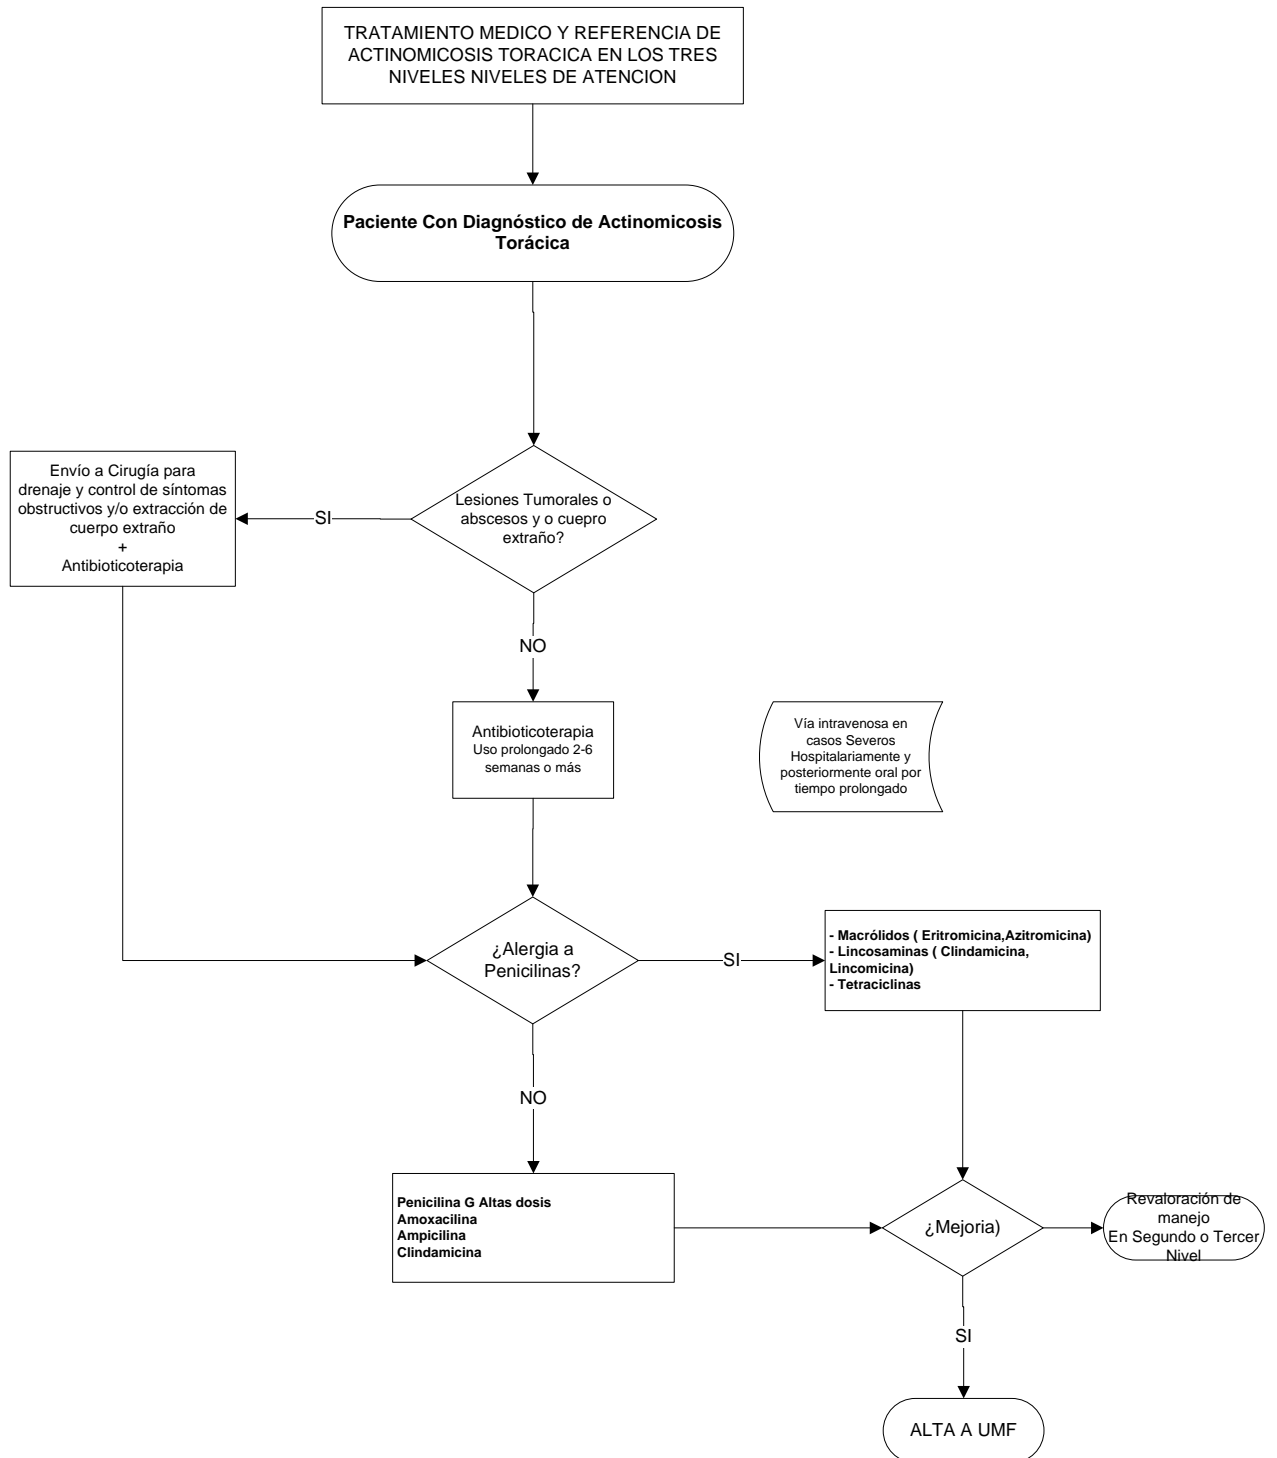 TRATAMIENTO MEDICO Y REFERENCIA DE
ACTINOMICOSIS TORACICA EN LOS TRES
NIVELES NIVELES DE ATENCION
Paciente Con Diagnóstico de Actinomicosis
Torácica
Envío a Cirugía para
drenaje y control de síntomas
obstructivos y/o extracción de
cuerpo extraño
+
Antibioticoterapia
SI
Lesiones Tumorales o
abscesos y o cuepro
extraño?
NO
Antibioticoterapia
Uso prolongado 2-6
semanas o más
Vía intravenosa en
casos Severos
Hospitalariamente y
posteriormente oral por
tiempo prolongado
¿Alergia a
Penicilinas?
SI
- Macrólidos ( Eritromicina,Azitromicina)
- Lincosaminas ( Clindamicina,
Lincomicina)
- Tetraciclinas
NO
Penicilina G Altas dosis
Amoxacilina
Ampicilina
Clindamicina
¿Mejoria)
Revaloración de
manejo
En Segundo o Tercer
Nivel
SI
ALTA A UMF